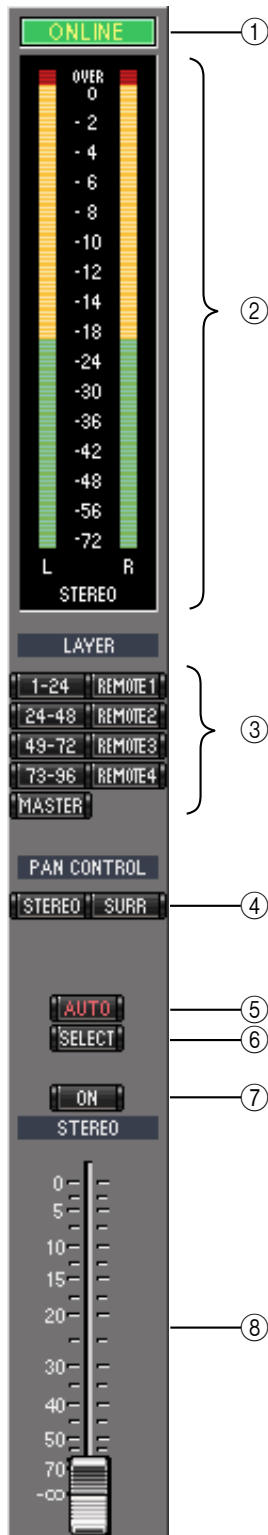 ONLINE ①
OVER
0
-2
-4
-6
-8
-10
-12
-14
-18
-24
-30
-36
-42
-48
-56
-72
L R
STEREO
②
LAYER
1-24 REMOTE1
24-48 REMOTE2
49-72 REMOTE3
73-96 REMOTE4
MASTER
③
PAN CONTROL
STEREO SURR ④
AUTO ⑤
SELECT ⑥
ON ⑦
STEREO
0
5
10
15
20
30
40
50
70
-∞
⑧